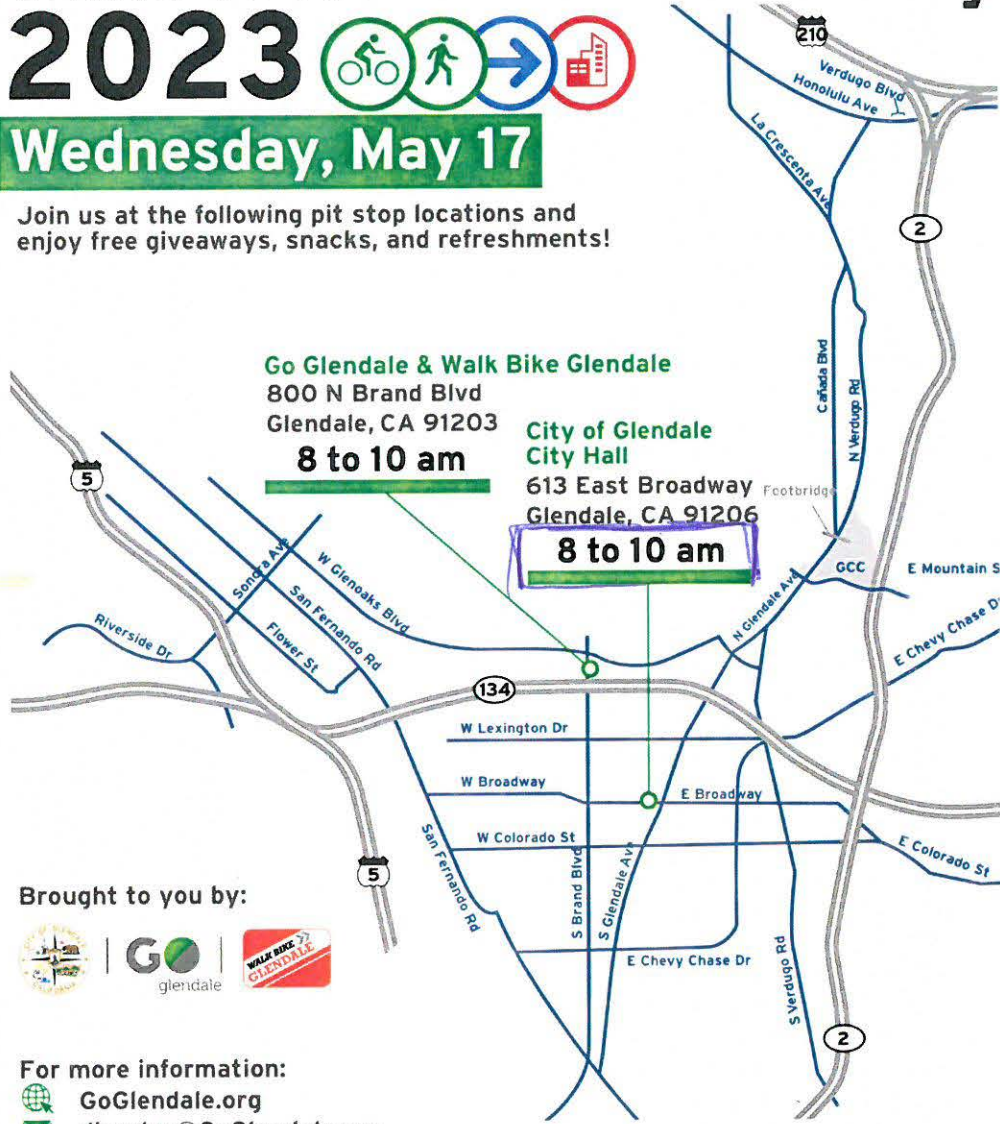 2023
Wednesday, May 17
Join us at the following pit stop locations and
enjoy free giveaways, snacks, and refreshments!
Go Glendale & Walk Bike Glendale
800 N Brand Blvd
Glendale, CA 91203
8 to 10 am
City of Glendale
City Hall
613 East Broadway
Glendale, CA 91206
8 to 10 am
210
Verdugo Blvd
Honolulu Ave
La Crescenta Ave
2
Cañada Blvd
N Verdugo Rd
Footbridge
GCC
E Mountain S
N Glendale Ave
E Chevy Chase D
5
Sonora Ave
W Glenoaks Blvd
San Fernando Rd
Flower St
Riverside Dr
134
W Lexington Dr
W Broadway
E Broadway
W Colorado St
E Colorado St
San Fernando Rd
S Brand Blvd
S Glendale Ave
E Chevy Chase Dr
S Verdugo Rd
5
2
Brought to you by:
GO
glendale
WALK BIKE
GLENDALE
For more information:
GoGlendale.org